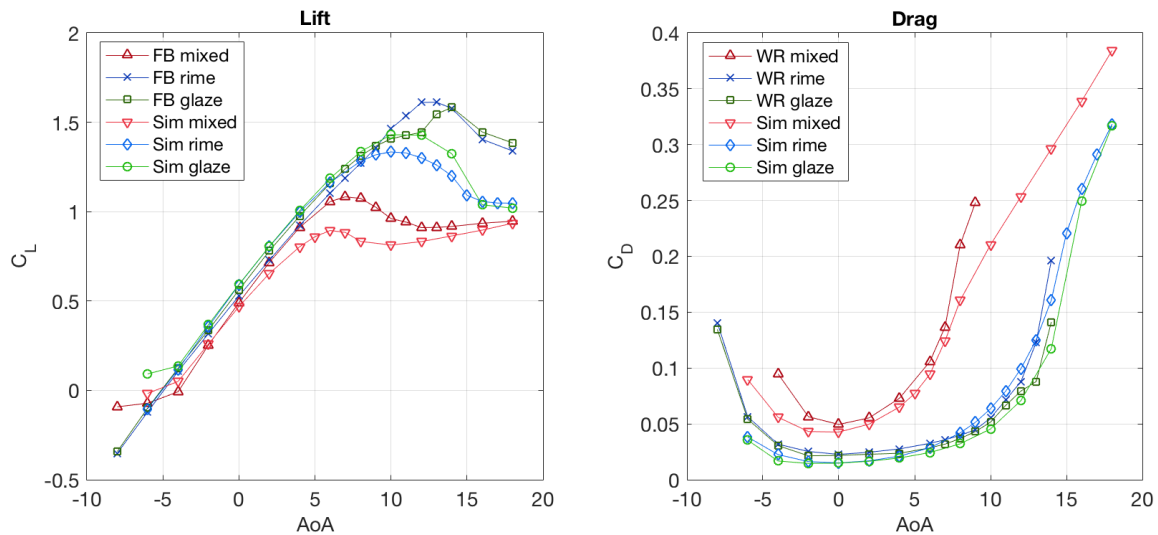 Lift
2
1.5
1
0.5
0
-0.5
C_L
-10
-5
0
5
10
15
20
AoA
FB mixed
FB rime
FB glaze
Sim mixed
Sim rime
Sim glaze
Drag
0.4
0.35
0.3
0.25
0.2
0.15
0.1
0.05
0
C_D
-10
-5
0
5
10
15
20
AoA
WR mixed
WR rime
WR glaze
Sim mixed
Sim rime
Sim glaze